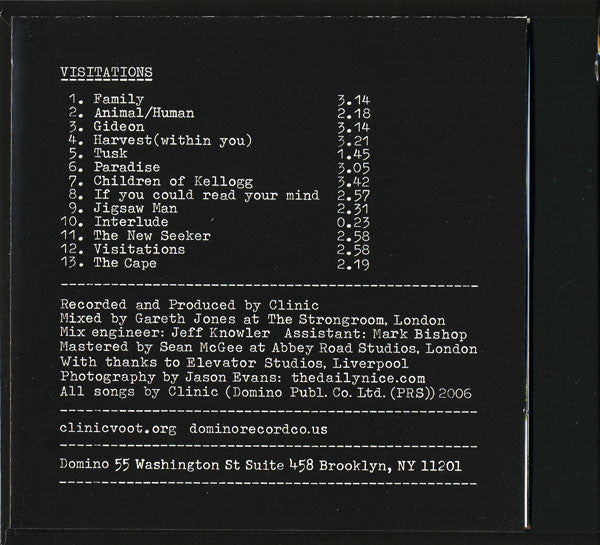 VISITATIONS
1. Family 3.14
2. Animal/Human 2.18
3. Gideon 3.14
4. Harvest(within you) 3.21
5. Tusk 1.45
6. Paradise 3.05
7. Children of Kellogg 3.42
8. If you could read your mind 2.57
9. Jigsaw Man 2.31
10. Interlude 0.23
11. The New Seeker 2.58
12. Visitations 2.58
13. The Cape 2.19
Recorded and Produced by Clinic
Mixed by Gareth Jones at The Strongroom, London
Mix engineer: Jeff Knowler Assistant: Mark Bishop
Mastered by Sean McGee at Abbey Road Studios, London
With thanks to Elevator Studios, Liverpool
Photography by Jason Evans: thedailynice.com
All songs by Clinic (Domino Publ. Co. Ltd. (PRS)) 2006
clinicvoot.org dominorecordco.us
Domino 55 Washington St Suite 458 Brooklyn, NY 11201